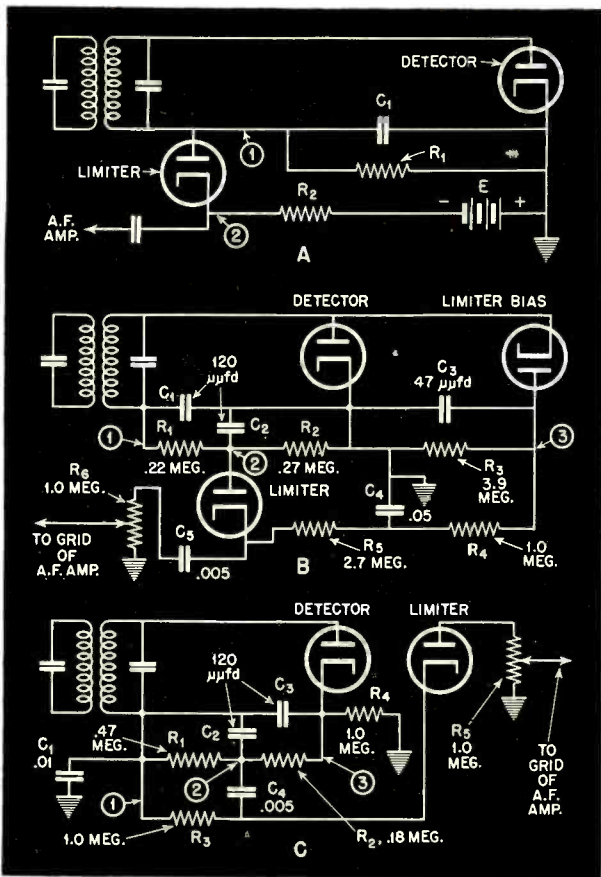 DETECTOR
C1
①
LIMITER
R1
R2
E
-
+
A.F.
AMP.
②
A
DETECTOR
LIMITER BIAS
120
µµfd
C3
47 µµfd
C1
C2
①
R1
.22 MEG.
②
R2
.27 MEG.
③
R3
3.9
MEG.
R6
1.0 MEG.
LIMITER
C4
.05
TO GRID
OF
A.F. AMP.
C5
.005
R5
2.7 MEG.
R4
1.0
MEG.
B
DETECTOR
LIMITER
120
µµfd
C3
C2
R4
1.0
MEG.
.47
MEG.
R1
C1
.01
②
③
R5
1.0
MEG.
TO
GRID
OF
A.F.
AMP.
C4
.005
①
R3
1.0 MEG.
R2, .18 MEG.
C